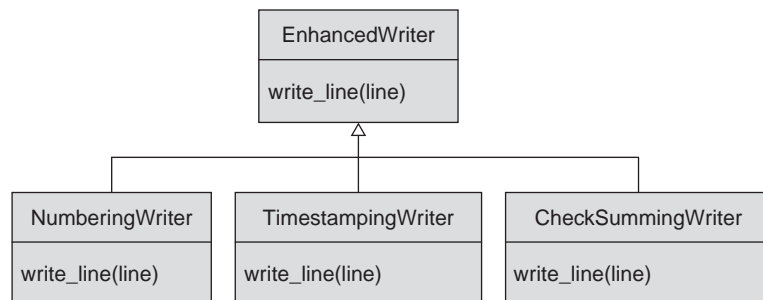 EnhancedWriter
write_line(line)
NumberingWriter
write_line(line)
TimestampingWriter
write_line(line)
CheckSummingWriter
write_line(line)